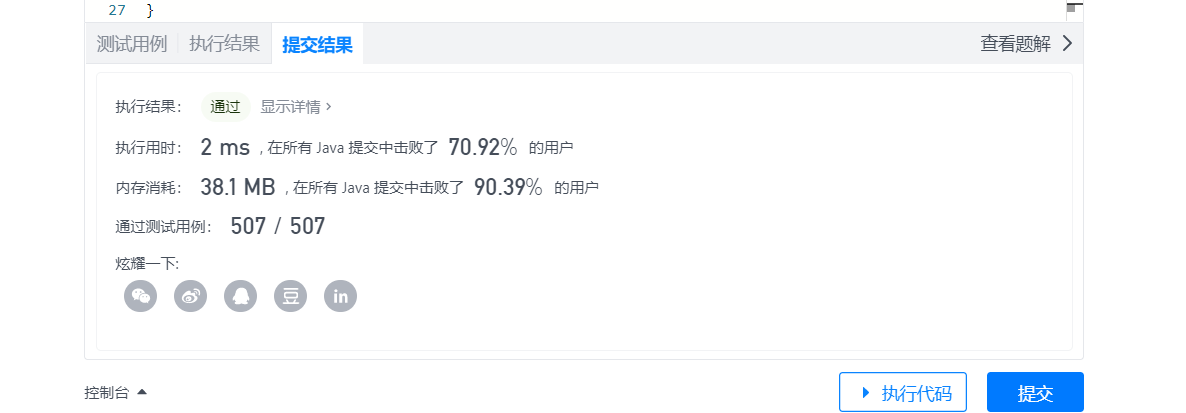 27 }
测试用例 执行结果 提交结果 查看题解
执行结果： 通过 显示详情 >
执行用时： 2 ms , 在所有 Java 提交中击败了 70.92% 的用户
内存消耗： 38.1 MB , 在所有 Java 提交中击败了 90.39% 的用户
通过测试用例： 507 / 507
炫耀一下:
豆 in
控制台 执行代码 提交